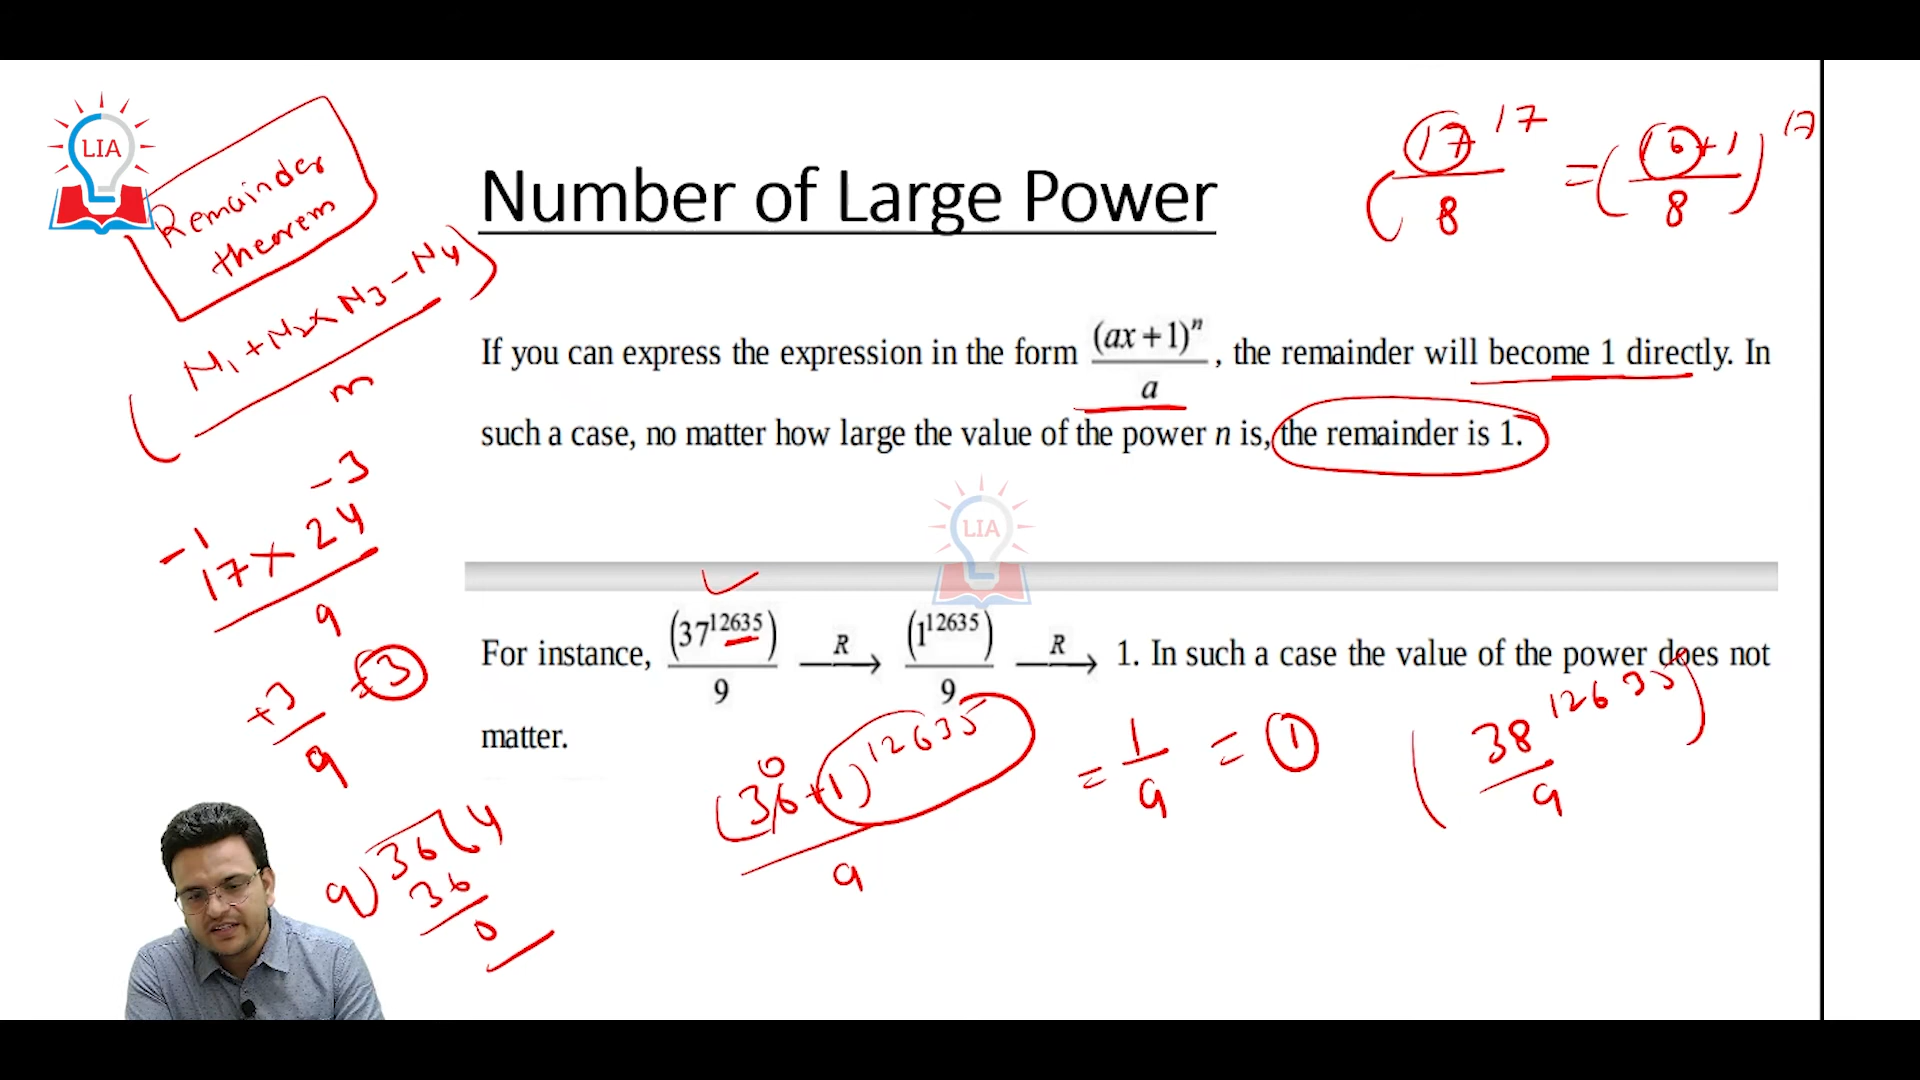 LIA
Remainder
theorem
N1 + N2 x N3 - N4
m
-1 -3
17 x 24
9
+3
9
= 3
9) 36 (4
36
0
Number of Large Power
(17/8)^17 = ((16+1)/8)^17
If you can express the expression in the form (ax+1)^n / a, the remainder will become 1 directly. In
such a case, no matter how large the value of the power n is, the remainder is 1.
LIA
For instance, (37^12635)/9 —R→ (1^12635)/9 —R→ 1. In such a case the value of the power does not
matter.
0
(36+1)^12635 / 9 = 1/9 = 1
(38^12635 / 9)